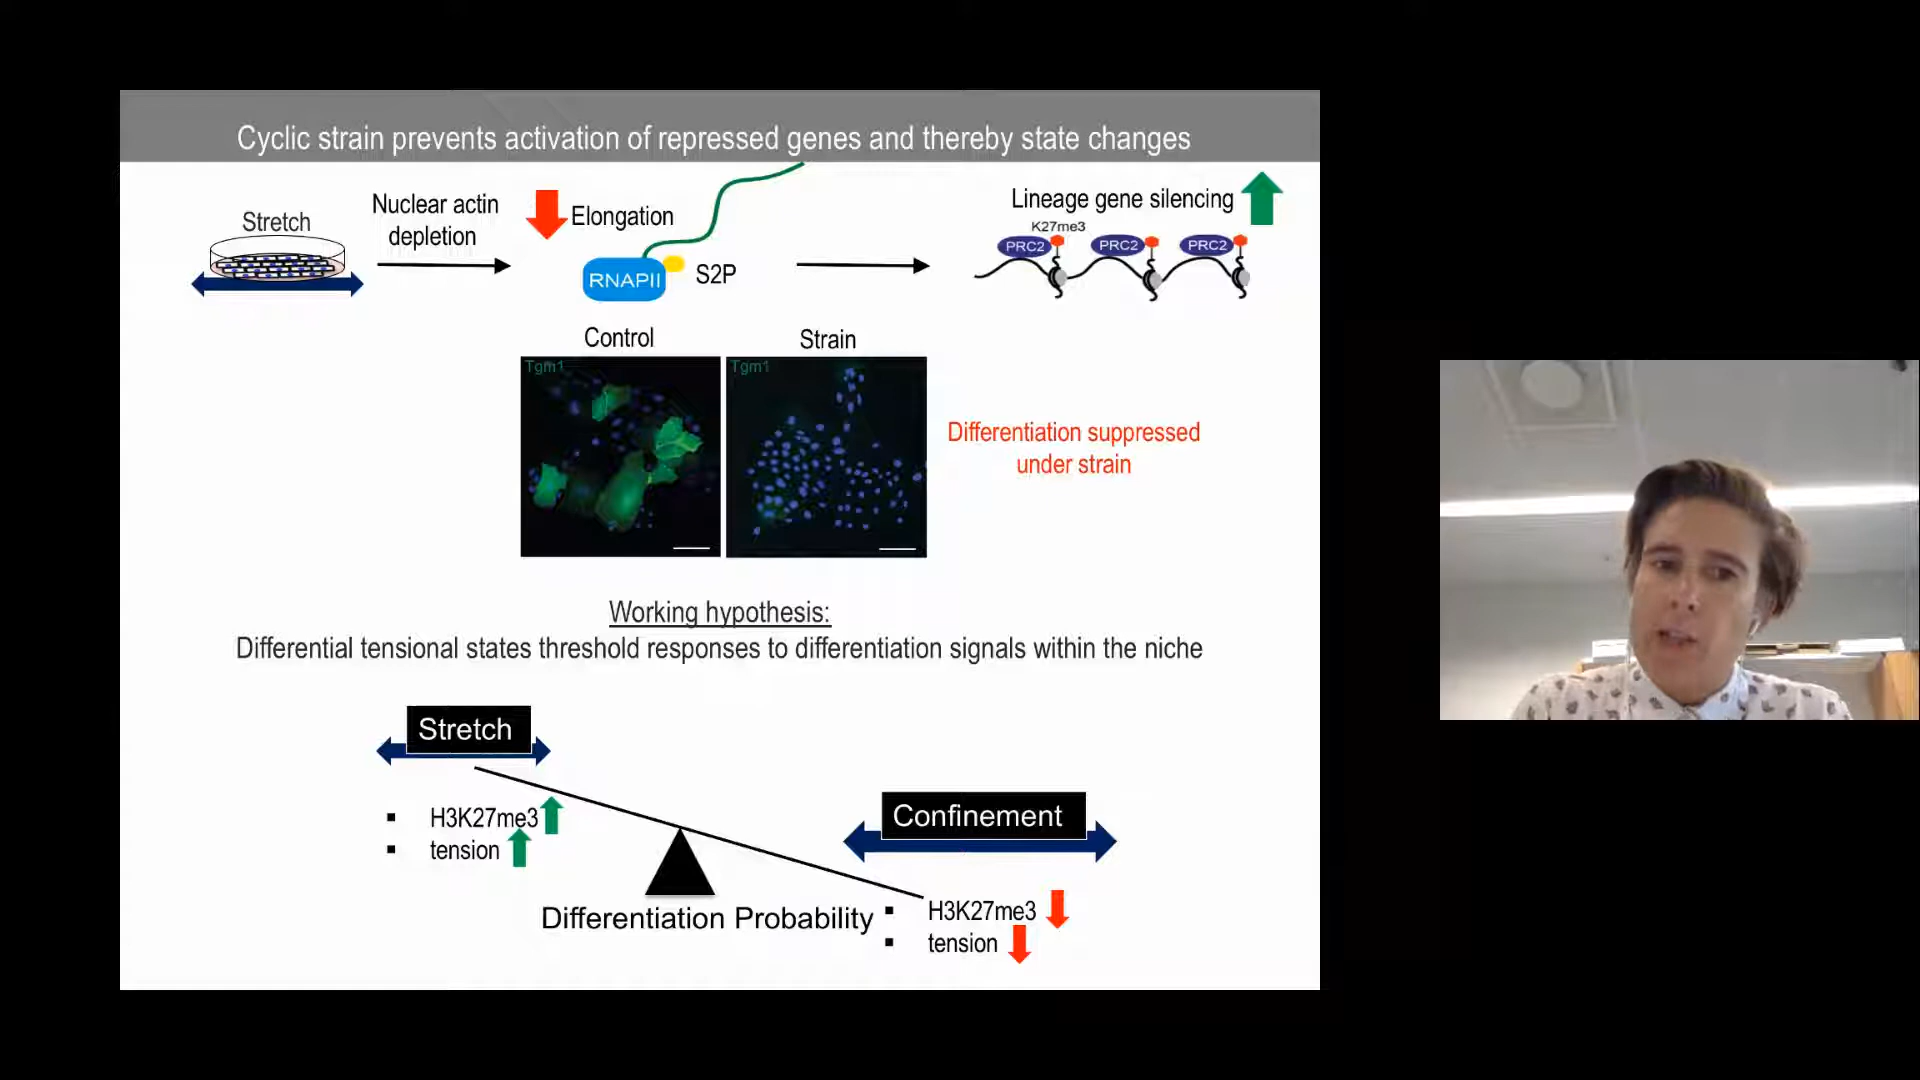 Cyclic strain prevents activation of repressed genes and thereby state changes
Stretch
Nuclear actin
depletion
Elongation
RNAPII
S2P
Lineage gene silencing
K27me3
PRC2
PRC2
PRC2
Control
Strain
Tgm1
Tgm1
Differentiation suppressed
under strain
Working hypothesis:
Differential tensional states threshold responses to differentiation signals within the niche
Stretch
▪ H3K27me3
▪ tension
Confinement
Differentiation Probability
▪ H3K27me3
▪ tension